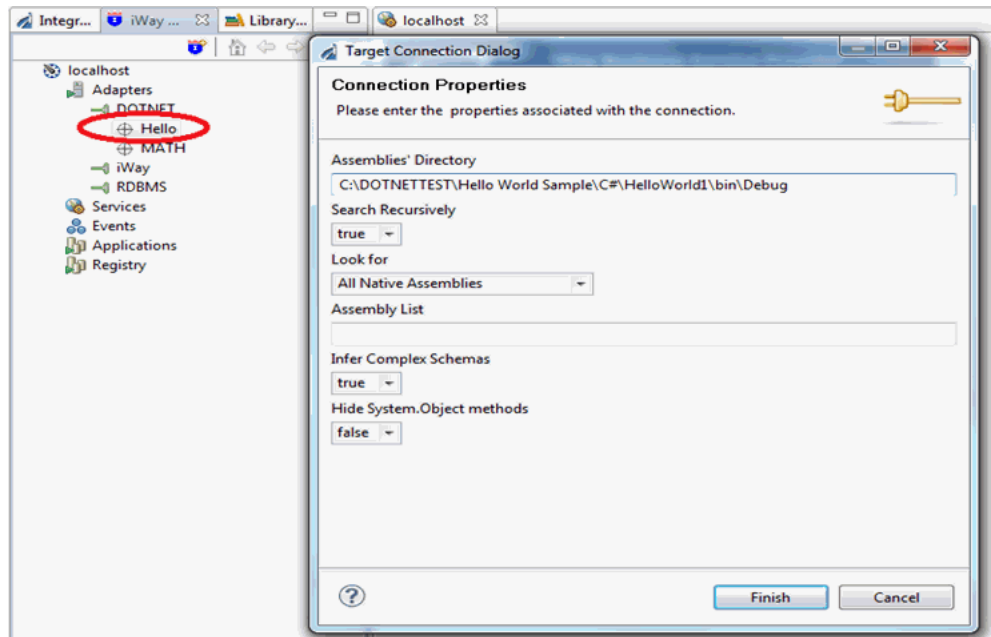 Integr... iWay ... Library... localhost
Target Connection Dialog
localhost
Adapters
DOTNET
Hello
MATH
iWay
RDBMS
Services
Events
Applications
Registry
Connection Properties
Please enter the properties associated with the connection.
Assemblies' Directory
C:\DOTNETTEST\Hello World Sample\C#\HelloWorld1\bin\Debug
Search Recursively
true
Look for
All Native Assemblies
Assembly List
Infer Complex Schemas
true
Hide System.Object methods
false
?
Finish Cancel